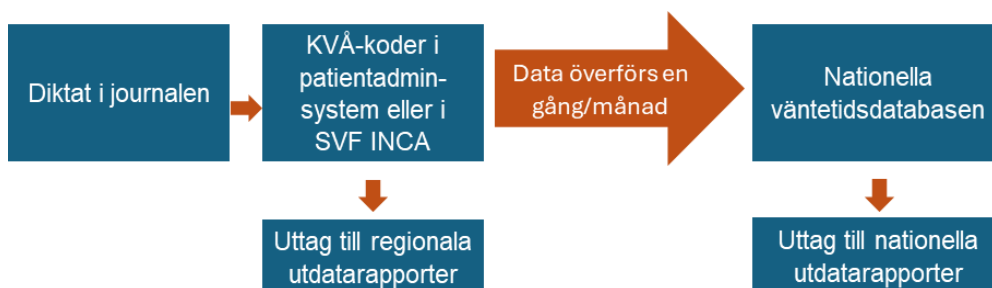 Diktat i journalen
KVÅ-koder i
patientadmin-
system eller i
SVF INCA
Data överförs en
gång/månad
Nationella
väntetidsdatabasen
Uttag till regionala
utdatarapporter
Uttag till nationella
utdatarapporter